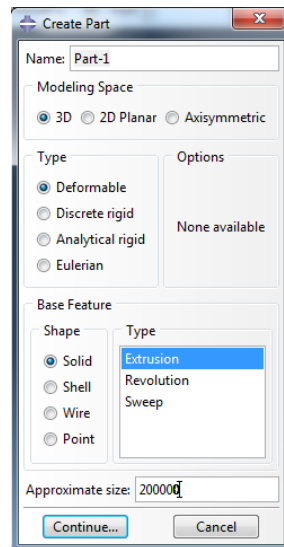 Create Part
Name: Part-1
Modeling Space
3D 2D Planar Axisymmetric
Type Options
Deformable
Discrete rigid
None available
Analytical rigid
Eulerian
Base Feature
Shape Type
Solid Extrusion
Shell Revolution
Wire Sweep
Point
Approximate size: 200000
Continue... Cancel